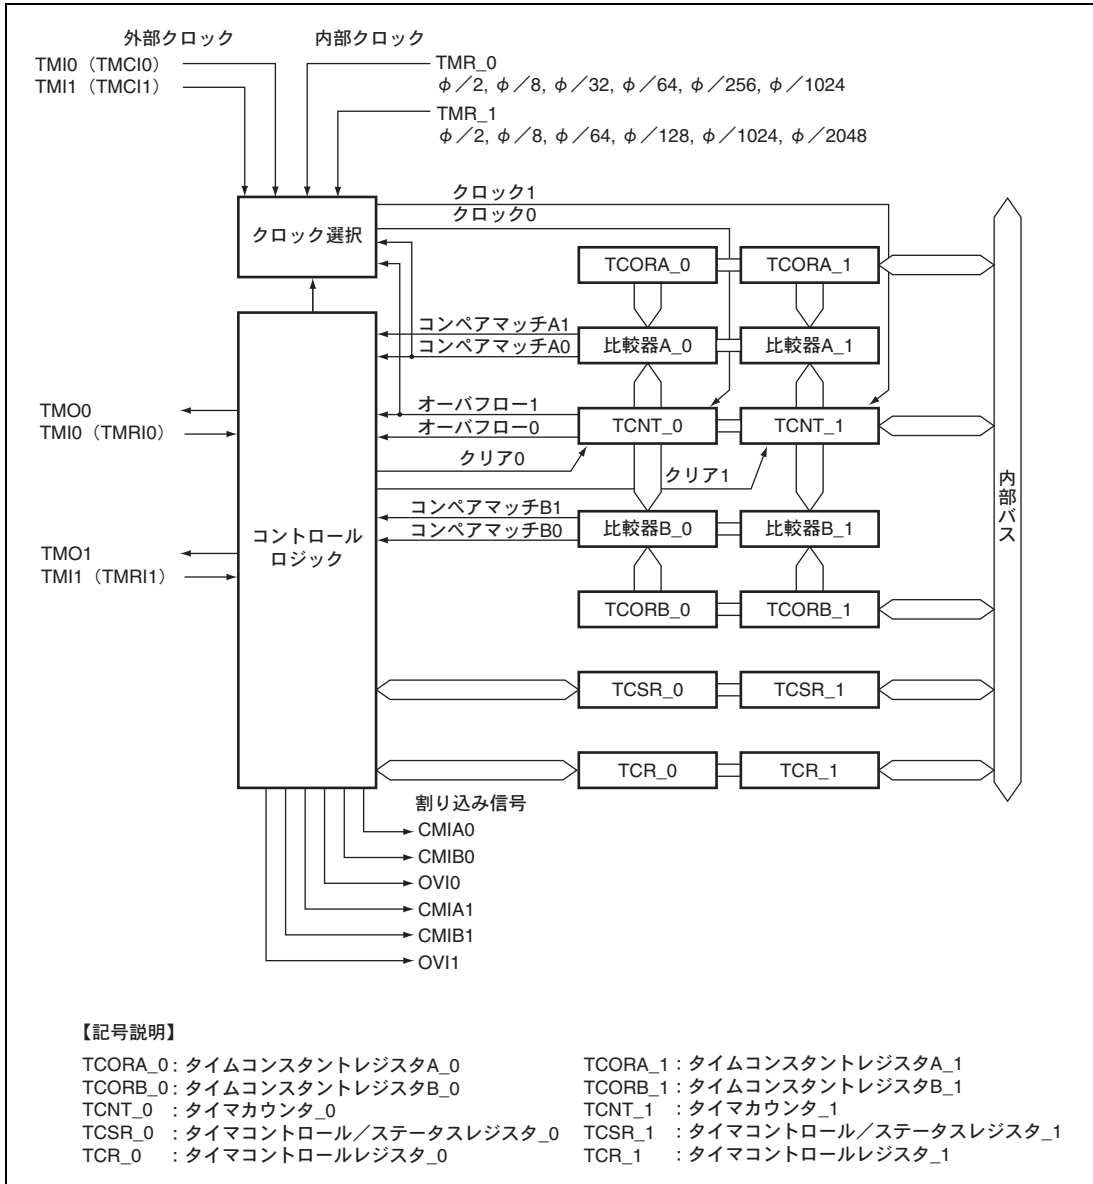 外部クロック 内部クロック
TMI0（TMCI0）
TMI1（TMCI1）
TMR_0
φ／2, φ／8, φ／32, φ／64, φ／256, φ／1024
TMR_1
φ／2, φ／8, φ／64, φ／128, φ／1024, φ／2048
クロック1
クロック0
クロック選択
TCORA_0 TCORA_1
コンペアマッチA1
コンペアマッチA0
比較器A_0 比較器A_1
TMO0
TMI0（TMRI0）
オーバフロー1
オーバフロー0
TCNT_0 TCNT_1
クリア0
クリア1
内部バス
コントロール
ロジック
コンペアマッチB1
コンペアマッチB0
比較器B_0 比較器B_1
TMO1
TMI1（TMRI1）
TCORB_0 TCORB_1
TCSR_0 TCSR_1
TCR_0 TCR_1
割り込み信号
CMIA0
CMIB0
OVI0
CMIA1
CMIB1
OVI1
【記号説明】
TCORA_0：タイムコンスタントレジスタA_0
TCORB_0：タイムコンスタントレジスタB_0
TCNT_0 ：タイマカウンタ_0
TCSR_0 ：タイマコントロール／ステータスレジスタ_0
TCR_0 ：タイマコントロールレジスタ_0
TCORA_1：タイムコンスタントレジスタA_1
TCORB_1：タイムコンスタントレジスタB_1
TCNT_1 ：タイマカウンタ_1
TCSR_1 ：タイマコントロール／ステータスレジスタ_1
TCR_1 ：タイマコントロールレジスタ_1